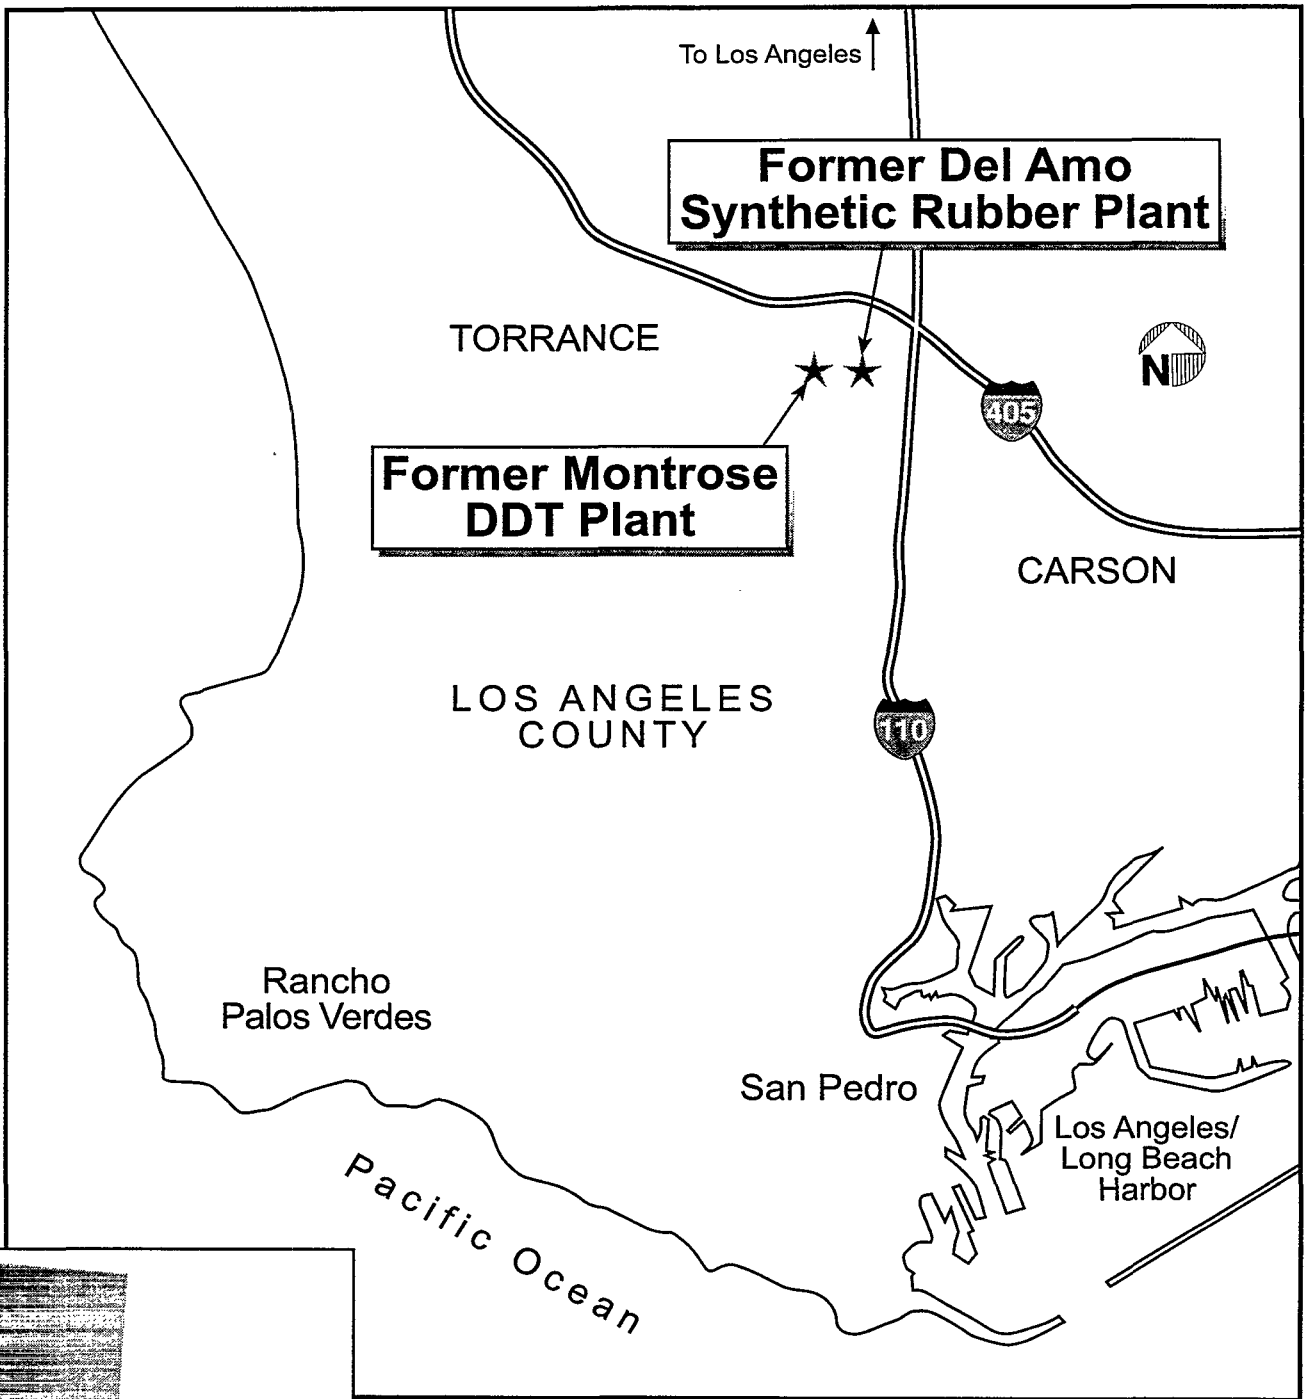 To Los Angeles
Former Del Amo
Synthetic Rubber Plant
TORRANCE
N
405
Former Montrose
DDT Plant
CARSON
LOS ANGELES
COUNTY
110
Rancho
Palos Verdes
San Pedro
Los Angeles/
Long Beach
Harbor
Pacific Ocean